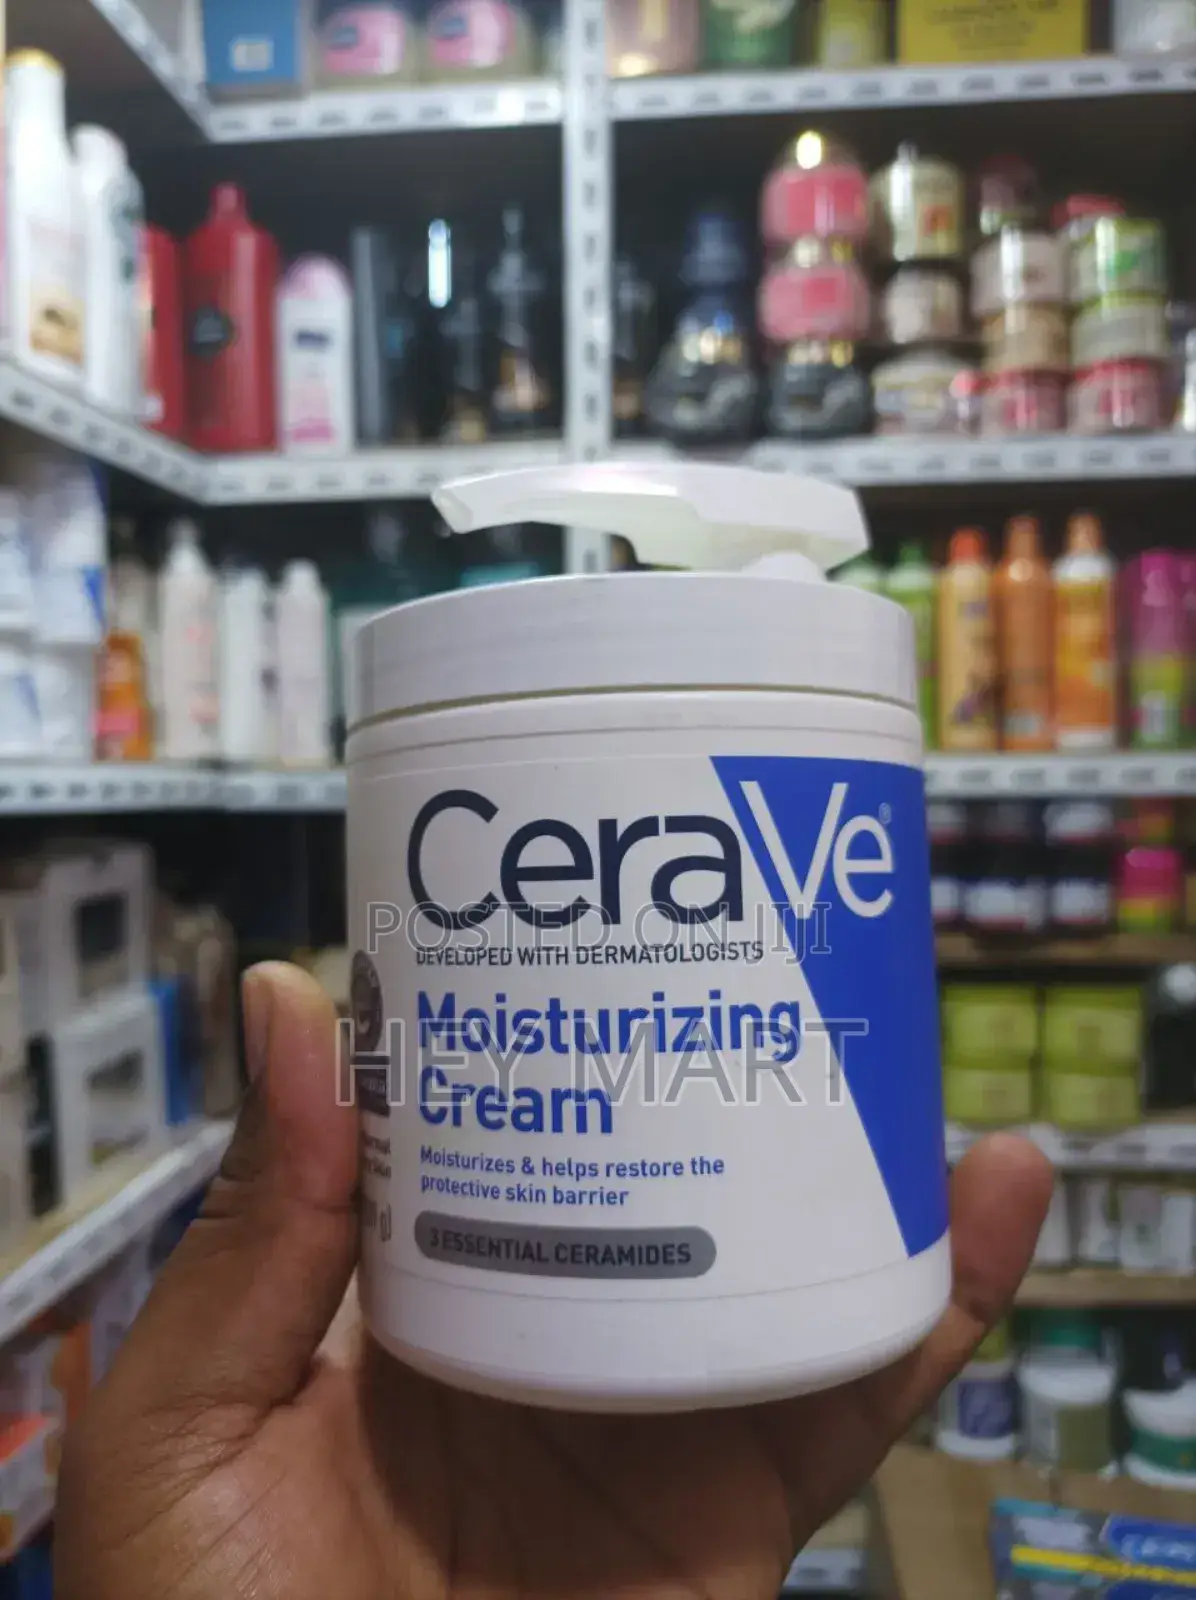 CeraVe®
DEVELOPED WITH DERMATOLOGISTS
POSTED ON JIJI
Moisturizing
HEY MART
Cream
Moisturizes & helps restore the
protective skin barrier
3 ESSENTIAL CERAMIDES